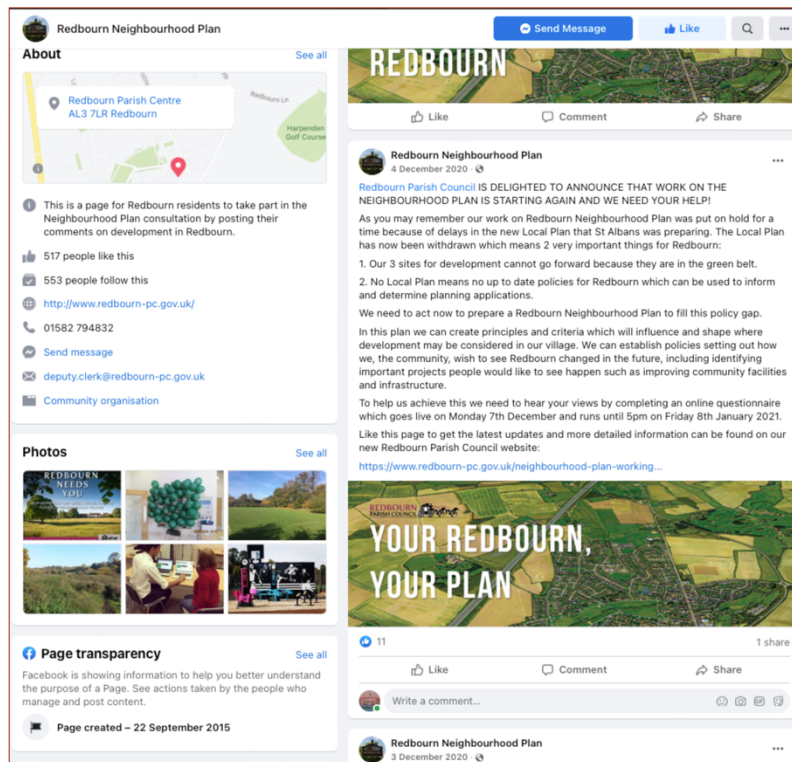 Redbourn Neighbourhood Plan
Send Message
Like
About
See all
Redbourn Parish Centre
AL3 7LR Redbourn
Redbourn Ln
Harpenden
Golf Course
This is a page for Redbourn residents to take part in the
Neighbourhood Plan consultation by posting their
comments on development in Redbourn.
517 people like this
553 people follow this
http://www.redbourn-pc.gov.uk/
01582 794832
Send message
deputy.clerk@redbourn-pc.gov.uk
Community organisation
Photos
See all
REDBOURN
NEEDS
YOU
Page transparency
See all
Facebook is showing information to help you better understand
the purpose of a Page. See actions taken by the people who
manage and post content.
Page created – 22 September 2015
REDBOURN
Like
Comment
Share
Redbourn Neighbourhood Plan
4 December 2020 ·
Redbourn Parish Council IS DELIGHTED TO ANNOUNCE THAT WORK ON THE
NEIGHBOURHOOD PLAN IS STARTING AGAIN AND WE NEED YOUR HELP!
As you may remember our work on Redbourn Neighbourhood Plan was put on hold for a
time because of delays in the new Local Plan that St Albans was preparing. The Local Plan
has now been withdrawn which means 2 very important things for Redbourn:
1. Our 3 sites for development cannot go forward because they are in the green belt.
2. No Local Plan means no up to date policies for Redbourn which can be used to inform
and determine planning applications.
We need to act now to prepare a Redbourn Neighbourhood Plan to fill this policy gap.
In this plan we can create principles and criteria which will influence and shape where
development may be considered in our village. We can establish policies setting out how
we, the community, wish to see Redbourn changed in the future, including identifying
important projects people would like to see happen such as improving community facilities
and infrastructure.
To help us achieve this we need to hear your views by completing an online questionnaire
which goes live on Monday 7th December and runs until 5pm on Friday 8th January 2021.
Like this page to get the latest updates and more detailed information can be found on our
new Redbourn Parish Council website:
https://www.redbourn-pc.gov.uk/neighbourhood-plan-working...
REDBOURN
PARISH COUNCIL
YOUR REDBOURN,
YOUR PLAN
11
1 share
Like
Comment
Share
Write a comment...
Redbourn Neighbourhood Plan
3 December 2020 ·